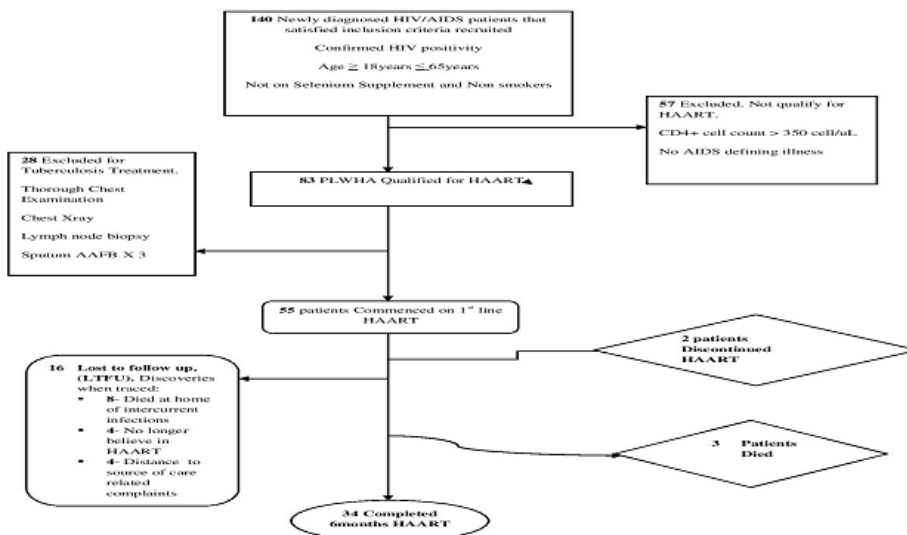 140 Newly diagnosed HIV/AIDS patients that
satisfied inclusion criteria recruited
Confirmed HIV positivity
Age ≥ 18years ≤ 65years
Not on Selenium Supplement and Non smokers
57 Excluded. Not qualify for
HAART.
CD4+ cell count > 350 cell/uL
No AIDS defining illness
28 Excluded for
Tuberculosis Treatment.
Thorough Chest
Examination
Chest Xray
Lymph node biopsy
Sputum AAFB X 3
83 PLWHA Qualified for HAART
55 patients Commenced on 1st line
HAART
2 patients
Discontinued
HAART
16 Lost to follow up,
(LTFU). Discoveries
when traced:
▪ 8- Died at home
of intercurrent
infections
▪ 4- No longer
believe in
HAART
▪ 4- Distance to
source of care
related
complaints
3 Patients
Died
34 Completed
6months HAART